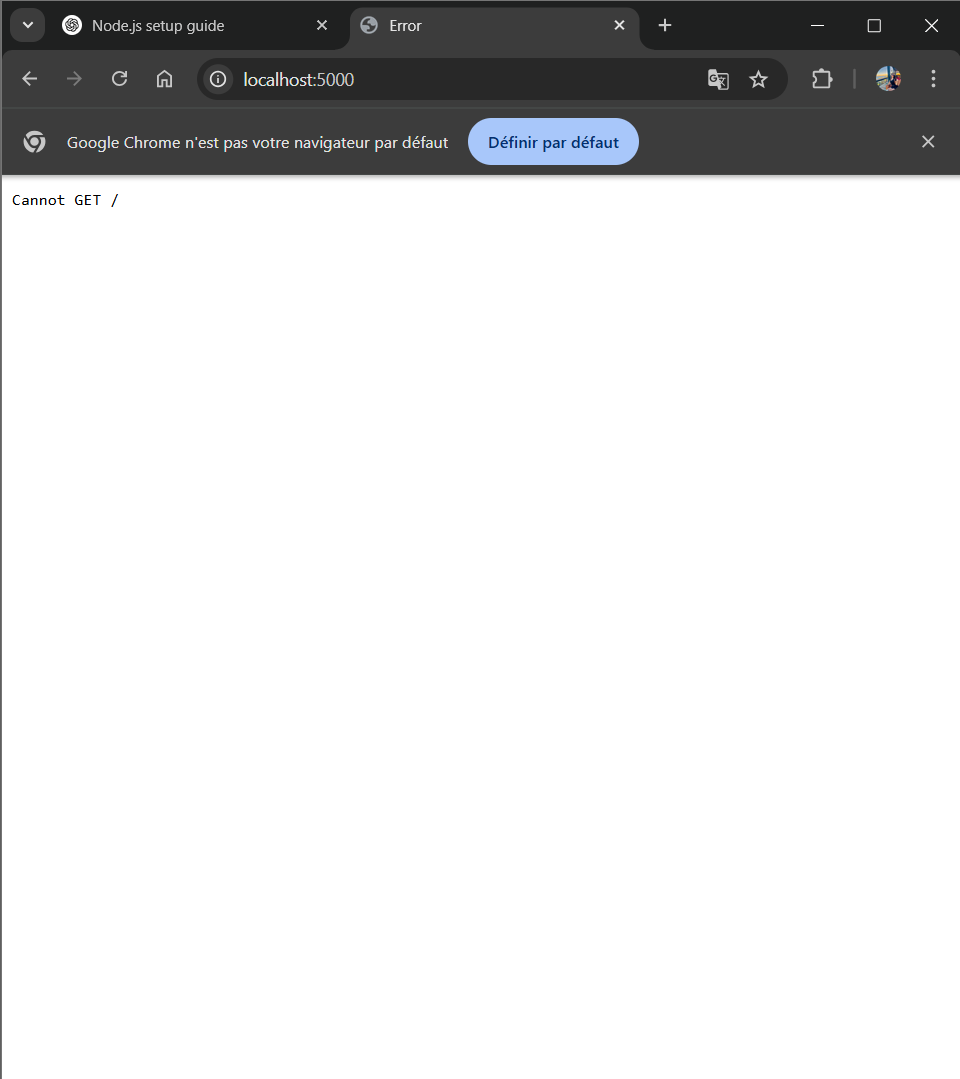 Node.js setup guide
Error
localhost:5000
Google Chrome n'est pas votre navigateur par défaut
Définir par défaut
Cannot GET /